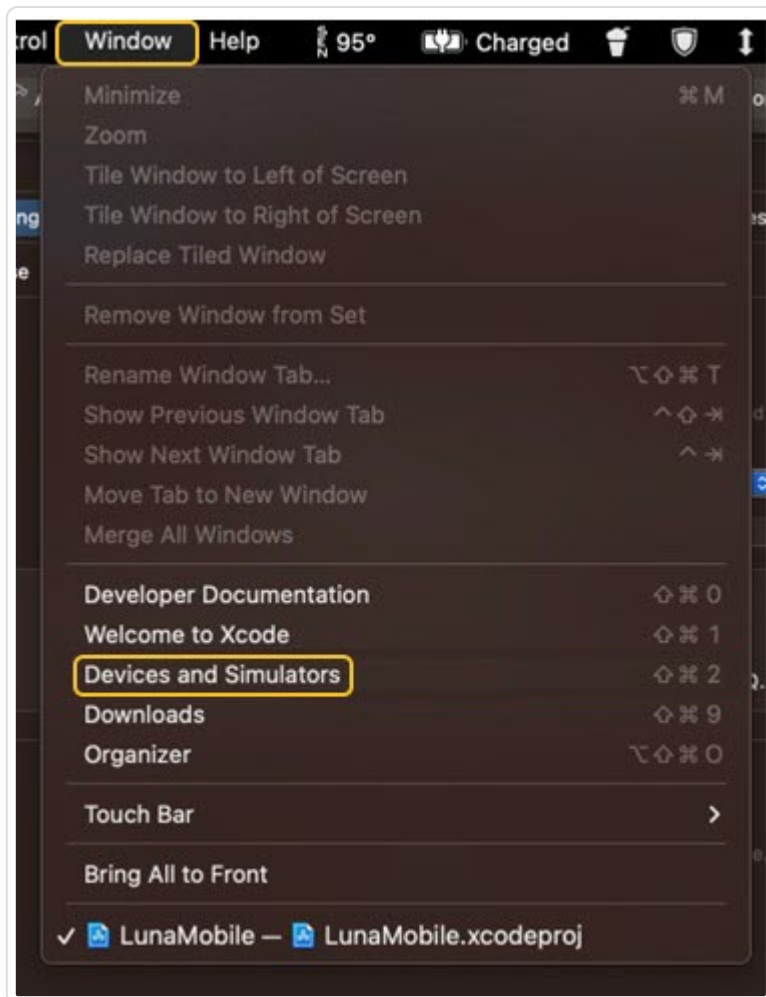 trol Window Help SEN 95° Charged
Minimize ⌘ M
Zoom
Tile Window to Left of Screen
Tile Window to Right of Screen
ng
Replace Tiled Window
se
Remove Window from Set
Rename Window Tab... ⌥⇧⌘ T
Show Previous Window Tab ^⇧⇥
Show Next Window Tab ^⇥
Move Tab to New Window
Merge All Windows
Developer Documentation ⇧⌘ 0
Welcome to Xcode ⇧⌘ 1
Devices and Simulators ⇧⌘ 2
Downloads ⇧⌘ 9
Organizer ⌥⇧⌘ O
Touch Bar >
Bring All to Front
✓ LunaMobile — LunaMobile.xcodeproj